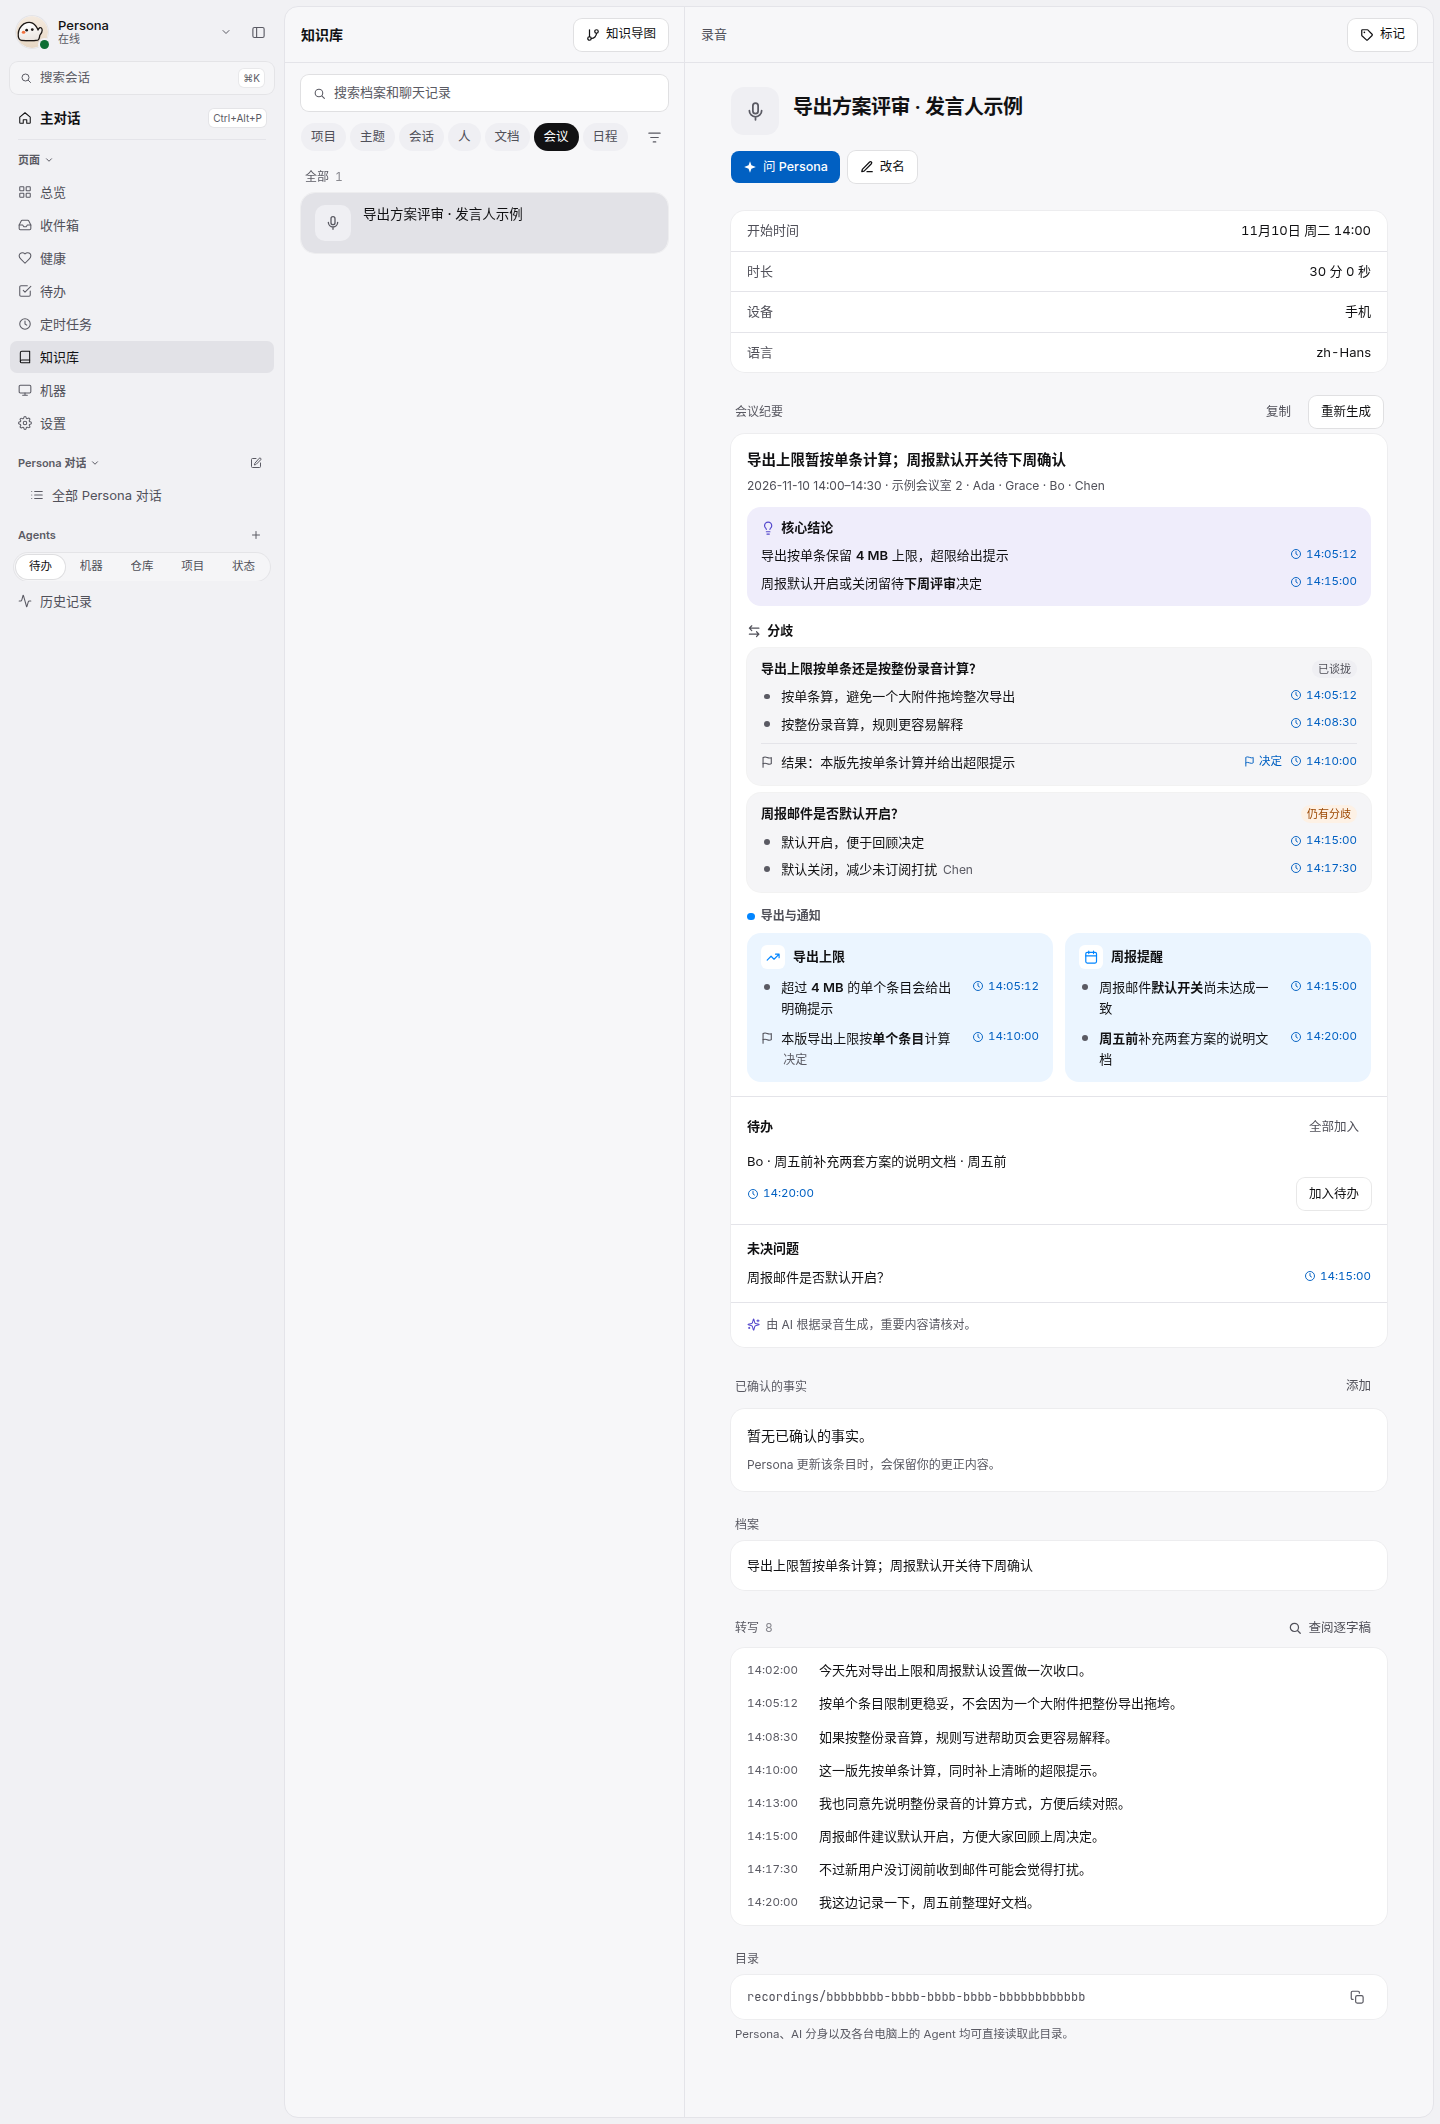 Persona
在线
搜索会话
⌘K
主对话
Ctrl+Alt+P
页面
总览
收件箱
健康
待办
定时任务
知识库
机器
设置
Persona 对话
全部 Persona 对话
Agents
待办 机器 仓库 项目 状态
历史记录
知识库
知识导图
搜索档案和聊天记录
项目 主题 会话 人 文档 会议 日程
全部 1
导出方案评审 · 发言人示例
录音
标记
导出方案评审 · 发言人示例
问 Persona
改名
开始时间 11月10日 周二 14:00
时长 30 分 0 秒
设备 手机
语言 zh-Hans
会议纪要 复制 重新生成
导出上限暂按单条计算；周报默认开关待下周确认
2026-11-10 14:00–14:30 · 示例会议室 2 · Ada · Grace · Bo · Chen
核心结论
导出按单条保留 4 MB 上限，超限给出提示 14:05:12
周报默认开启或关闭留待下周评审决定 14:15:00
分歧
导出上限按单条还是按整份录音计算？ 已谈拢
按单条算，避免一个大附件拖垮整次导出 14:05:12
按整份录音算，规则更容易解释 14:08:30
结果：本版先按单条计算并给出超限提示 决定 14:10:00
周报邮件是否默认开启？ 仍有分歧
默认开启，便于回顾决定 14:15:00
默认关闭，减少未订阅打扰 Chen 14:17:30
导出与通知
导出上限
超过 4 MB 的单个条目会给出 14:05:12
明确提示
本版导出上限按单个条目计算 14:10:00
决定
周报提醒
周报邮件默认开关尚未达成一 14:15:00
致
周五前补充两套方案的说明文 14:20:00
档
待办 全部加入
Bo · 周五前补充两套方案的说明文档 · 周五前
14:20:00 加入待办
未决问题
周报邮件是否默认开启？ 14:15:00
由 AI 根据录音生成，重要内容请核对。
已确认的事实 添加
暂无已确认的事实。
Persona 更新该条目时，会保留你的更正内容。
档案
导出上限暂按单条计算；周报默认开关待下周确认
转写 8 查阅逐字稿
14:02:00 今天先对导出上限和周报默认设置做一次收口。
14:05:12 按单个条目限制更稳妥，不会因为一个大附件把整份导出拖垮。
14:08:30 如果按整份录音算，规则写进帮助页会更容易解释。
14:10:00 这一版先按单条计算，同时补上清晰的超限提示。
14:13:00 我也同意先说明整份录音的计算方式，方便后续对照。
14:15:00 周报邮件建议默认开启，方便大家回顾上周决定。
14:17:30 不过新用户没订阅前收到邮件可能会觉得打扰。
14:20:00 我这边记录一下，周五前整理好文档。
目录
recordings/bbbbbbbb-bbbb-bbbb-bbbb-bbbbbbbbbbbb
Persona、AI 分身以及各台电脑上的 Agent 均可直接读取此目录。